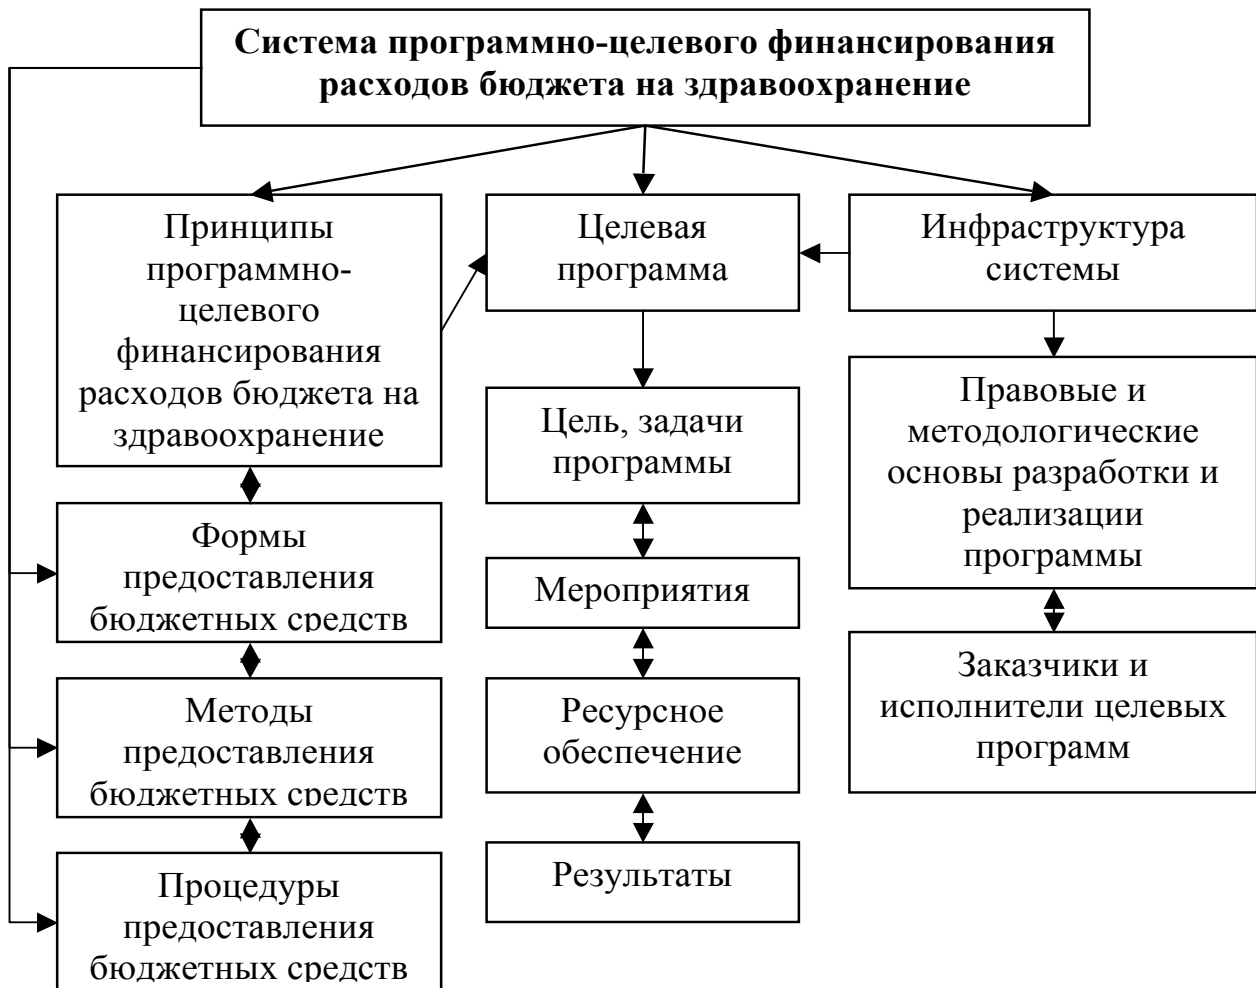 Система программно-целевого финансирования
расходов бюджета на здравоохранение
Принципы
программно-
целевого
финансирования
расходов бюджета на
здравоохранение
Формы
предоставления
бюджетных средств
Методы
предоставления
бюджетных средств
Процедуры
предоставления
бюджетных средств
Целевая
программа
Цель, задачи
программы
Мероприятия
Ресурсное
обеспечение
Результаты
Инфраструктура
системы
Правовые и
методологические
основы разработки и
реализации
программы
Заказчики и
исполнители целевых
программ